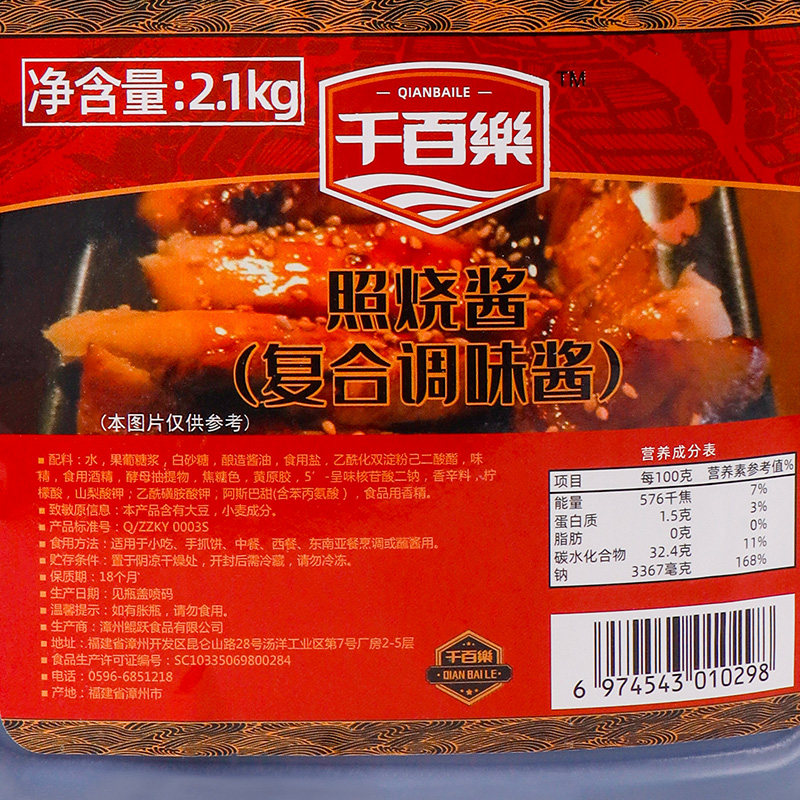 净含量:2.1kg
QIANBAILE
TM
千百樂
照烧酱
(复合调味酱)
(本图片仅供参考)
配料：水，果葡糖浆，白砂糖，酿造酱油，食用盐，乙酰化双淀粉己二酸酯，味
精，食用酒精，酵母抽提物，焦糖色，黄原胶，5’-呈味核苷酸二钠，香辛料，柠
檬酸，山梨酸钾；乙酰磺胺酸钾；阿斯巴甜(含苯丙氨酸），食品用香精。
致敏原信息：本产品含有大豆，小麦成分。
产品标准号：Q/ZZKY 0003S
食用方法：适用于小吃、手抓饼、中餐、西餐、东南亚餐烹调或蘸酱用。
贮存条件：置于阴凉干燥处，开封后需冷藏，请勿冷冻。
保质期：18个月
生产日期：见瓶盖喷码
温馨提示：如有胀瓶，请勿食用。
生产商：漳州鲲跃食品有限公司
地址：福建省漳州开发区昆仑山路28号汤洋工业区第7号厂房2-5层
食品生产许可证编号：SC10335069800284
电话：0596-6851218
产地：福建省漳州市
千百樂
QIAN BAI LE
营养成分表
项目 每100克 营养素参考值%
能量 576千焦 7%
蛋白质 1.5克 3%
脂肪 0克 0%
碳水化合物 32.4克 11%
钠 3367毫克 168%
6 974543 010298